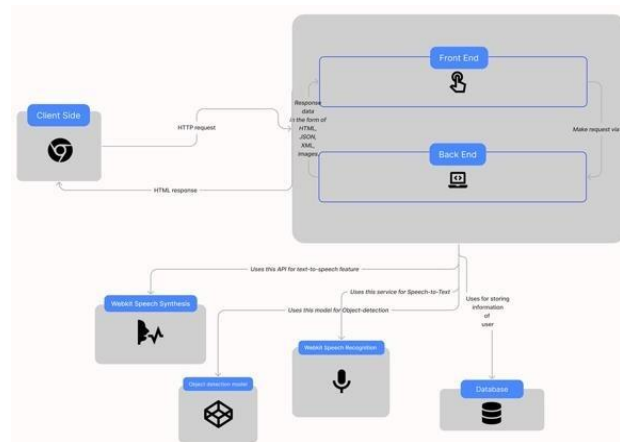 Front End
Client Side
Response
data
in the form of
HTML,
JSON,
XML,
images
HTTP request
Make request via
Back End
HTML response
Uses this API for text-to-speech feature
Uses this service for Speech-to-Text
Webkit Speech Synthesis
Uses this model for Object-detection
Uses for storing
information
of
user
Webkit Speech Recognition
Object detection model
Database